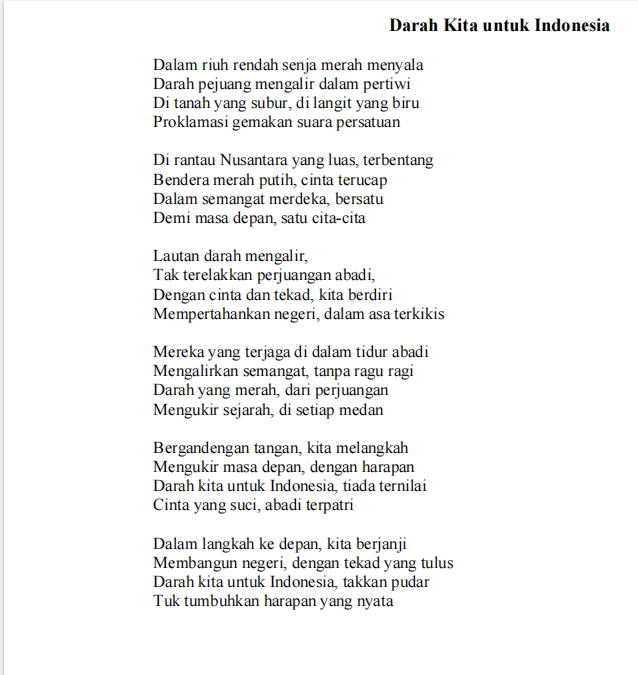 Darah Kita untuk Indonesia
Dalam riuh rendah senja merah menyala
Darah pejuang mengalir dalam pertiwi
Di tanah yang subur, di langit yang biru
Proklamasi gemakan suara persatuan
Di rantau Nusantara yang luas, terbentang
Bendera merah putih, cinta terucap
Dalam semangat merdeka, bersatu
Demi masa depan, satu cita-cita
Lautan darah mengalir,
Tak terelakkan perjuangan abadi,
Dengan cinta dan tekad, kita berdiri
Mempertahankan negeri, dalam asa terkikis
Mereka yang terjaga di dalam tidur abadi
Mengalirkan semangat, tanpa ragu ragi
Darah yang merah, dari perjuangan
Mengukir sejarah, di setiap medan
Bergandengan tangan, kita melangkah
Mengukir masa depan, dengan harapan
Darah kita untuk Indonesia, tiada ternilai
Cinta yang suci, abadi terpatri
Dalam langkah ke depan, kita berjanji
Membangun negeri, dengan tekad yang tulus
Darah kita untuk Indonesia, takkan pudar
Tuk tumbuhkan harapan yang nyata